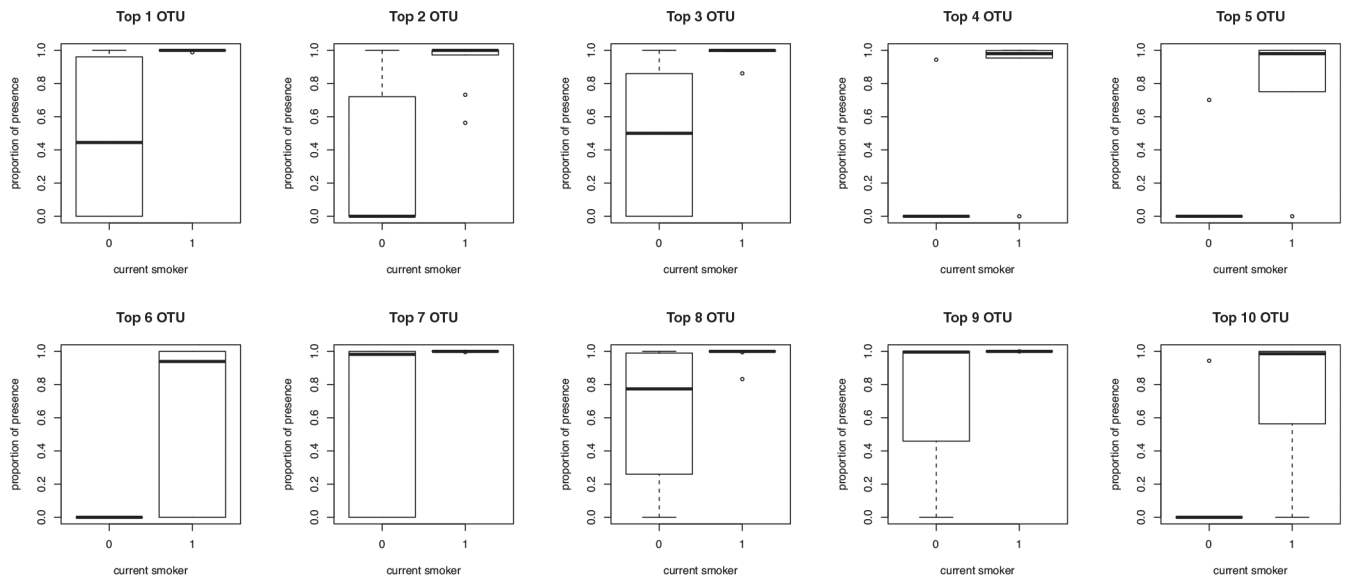 Top 1 OTU
proportion of presence
0.0 0.2 0.4 0.6 0.8 1.0
0 1
current smoker
Top 2 OTU
proportion of presence
0.0 0.2 0.4 0.6 0.8 1.0
0 1
current smoker
Top 3 OTU
proportion of presence
0.0 0.2 0.4 0.6 0.8 1.0
0 1
current smoker
Top 4 OTU
proportion of presence
0.0 0.2 0.4 0.6 0.8 1.0
0 1
current smoker
Top 5 OTU
proportion of presence
0.0 0.2 0.4 0.6 0.8 1.0
0 1
current smoker
Top 6 OTU
proportion of presence
0.0 0.2 0.4 0.6 0.8 1.0
0 1
current smoker
Top 7 OTU
proportion of presence
0.0 0.2 0.4 0.6 0.8 1.0
0 1
current smoker
Top 8 OTU
proportion of presence
0.0 0.2 0.4 0.6 0.8 1.0
0 1
current smoker
Top 9 OTU
proportion of presence
0.0 0.2 0.4 0.6 0.8 1.0
0 1
current smoker
Top 10 OTU
proportion of presence
0.0 0.2 0.4 0.6 0.8 1.0
0 1
current smoker